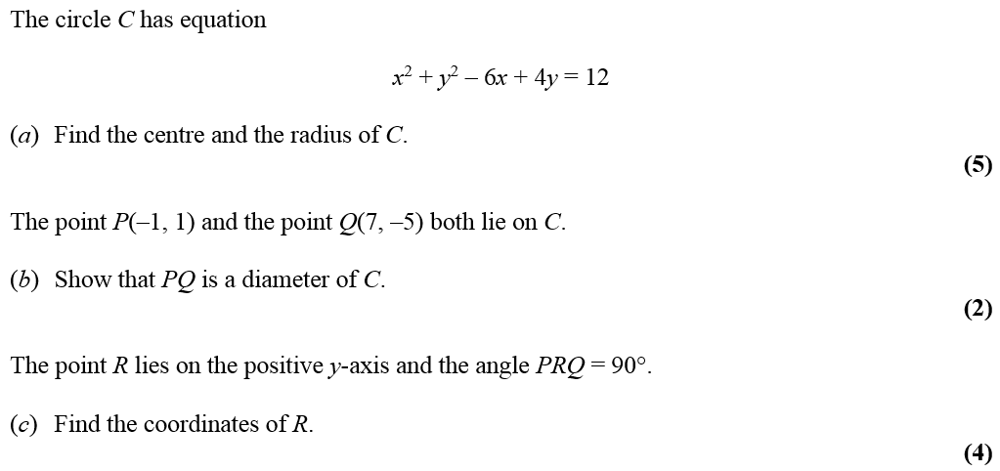 The circle C has equation
x² + y² – 6x + 4y = 12
(a) Find the centre and the radius of C.
(5)
The point P(–1, 1) and the point Q(7, –5) both lie on C.
(b) Show that PQ is a diameter of C.
(2)
The point R lies on the positive y-axis and the angle PRQ = 90°.
(c) Find the coordinates of R.
(4)